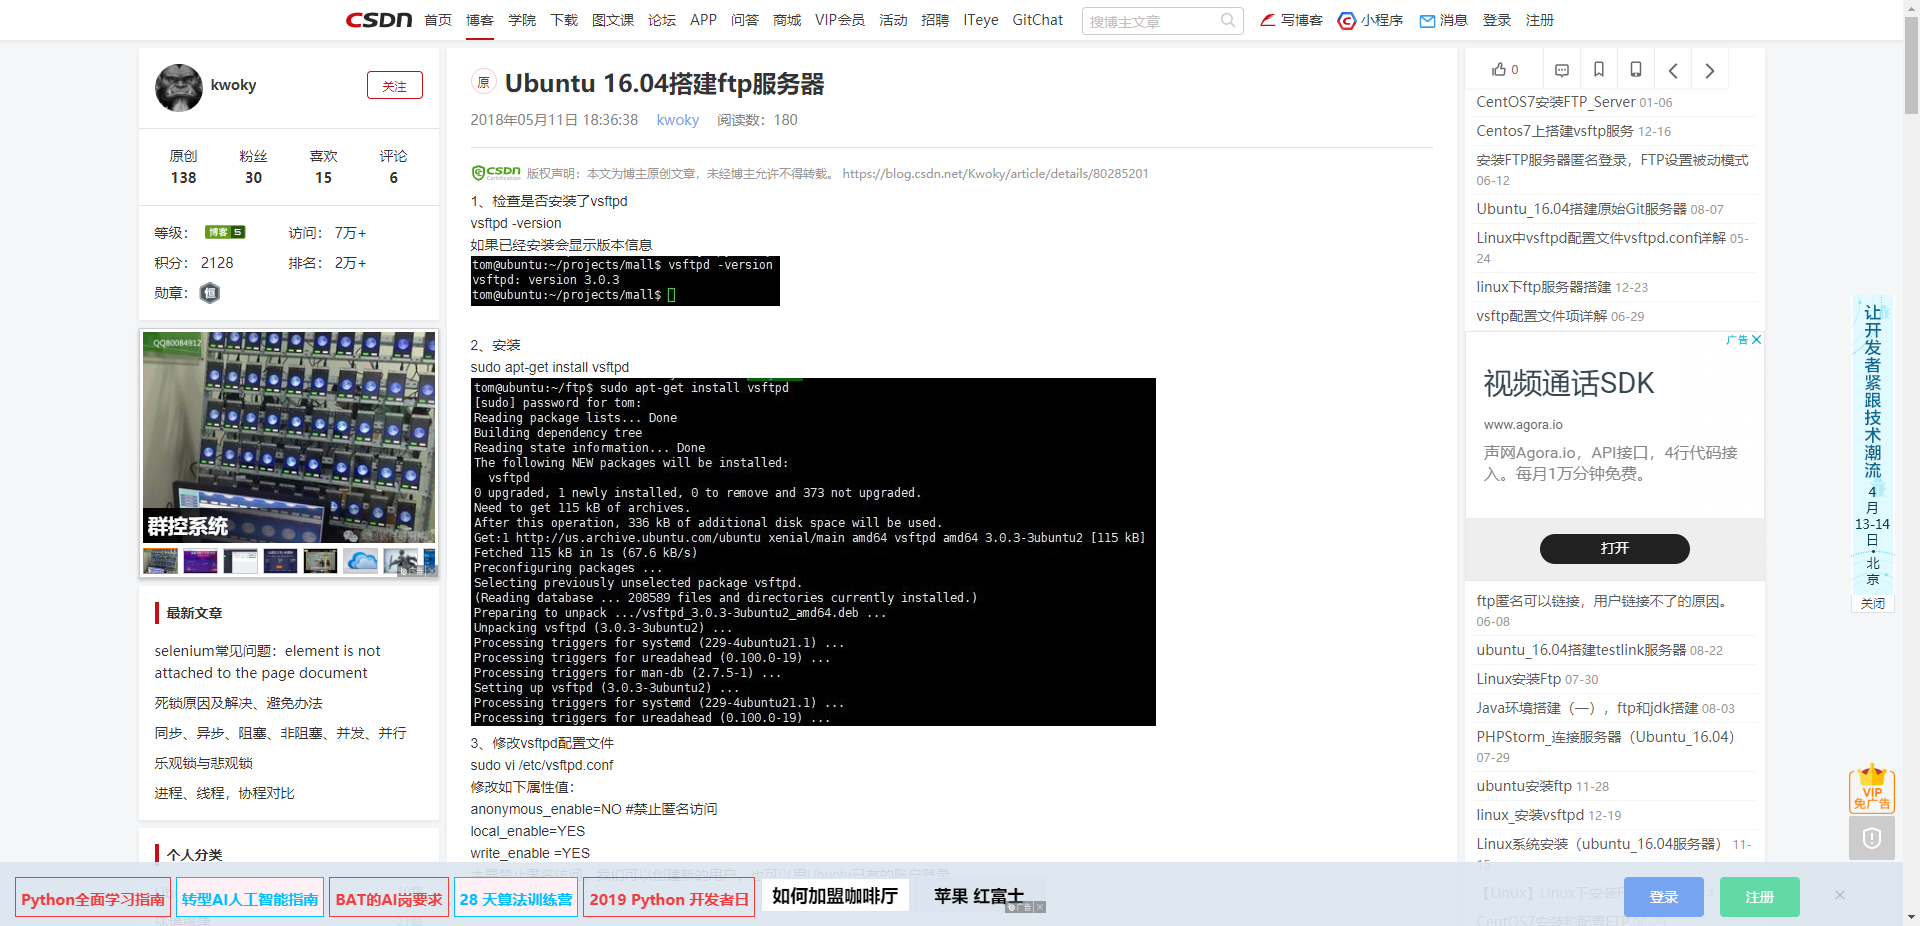 CSDN 首页 博客 学院 下载 图文课 论坛 APP 问答 商城 VIP会员 活动 招聘 ITeye GitChat 搜博主文章 写博客 小程序 消息 登录 注册
kwoky 关注
原创 粉丝 喜欢 评论
138 30 15 6
等级： 博客 5 访问： 7万+
积分： 2128 排名： 2万+
勋章： 恒
QQ80084912
群控系统
最新文章
selenium常见问题：element is not
attached to the page document
死锁原因及解决、避免办法
同步、异步、阻塞、非阻塞、并发、并行
乐观锁与悲观锁
进程、线程，协程对比
个人分类
原 Ubuntu 16.04搭建ftp服务器
2018年05月11日 18:36:38 kwoky 阅读数：180
CSDN 版权声明：本文为博主原创文章，未经博主允许不得转载。 https://blog.csdn.net/Kwoky/article/details/80285201
1、检查是否安装了vsftpd
vsftpd -version
如果已经安装会显示版本信息
tom@ubuntu:~/projects/mall$ vsftpd -version
vsftpd: version 3.0.3
tom@ubuntu:~/projects/mall$
2、安装
sudo apt-get install vsftpd
tom@ubuntu:~/ftp$ sudo apt-get install vsftpd
[sudo] password for tom:
Reading package lists... Done
Building dependency tree
Reading state information... Done
The following NEW packages will be installed:
vsftpd
0 upgraded, 1 newly installed, 0 to remove and 373 not upgraded.
Need to get 115 kB of archives.
After this operation, 336 kB of additional disk space will be used.
Get:1 http://us.archive.ubuntu.com/ubuntu xenial/main amd64 vsftpd amd64 3.0.3-3ubuntu2 [115 kB]
Fetched 115 kB in 1s (67.6 kB/s)
Preconfiguring packages ...
Selecting previously unselected package vsftpd.
(Reading database ... 208589 files and directories currently installed.)
Preparing to unpack .../vsftpd_3.0.3-3ubuntu2_amd64.deb ...
Unpacking vsftpd (3.0.3-3ubuntu2) ...
Processing triggers for systemd (229-4ubuntu21.1) ...
Processing triggers for ureadahead (0.100.0-19) ...
Processing triggers for man-db (2.7.5-1) ...
Setting up vsftpd (3.0.3-3ubuntu2) ...
Processing triggers for systemd (229-4ubuntu21.1) ...
Processing triggers for ureadahead (0.100.0-19) ...
3、修改vsftpd配置文件
sudo vi /etc/vsftpd.conf
修改如下属性值：
anonymous_enable=NO #禁止匿名访问
local_enable=YES
write_enable =YES
0
CentOS7安装FTP_Server 01-06
Centos7上搭建vsftp服务 12-16
安装FTP服务器匿名登录，FTP设置被动模式
06-12
Ubuntu_16.04搭建原始Git服务器 08-07
Linux中vsftpd配置文件vsftpd.conf详解 05-
24
linux下ftp服务器搭建 12-23
vsftp配置文件项详解 06-29
广告
视频通话SDK
www.agora.io
声网Agora.io，API接口，4行代码接
入。每月1万分钟免费。
打开
ftp匿名可以链接，用户链接不了的原因。
06-08
ubuntu_16.04搭建testlink服务器 08-22
Linux安装Ftp 07-30
Java环境搭建（一），ftp和jdk搭建 08-03
PHPStorm_连接服务器（Ubuntu_16.04）
07-29
ubuntu安装ftp 11-28
linux_安装vsftpd 12-19
Linux系统安装（ubuntu_16.04服务器） 11-
15
让开发者紧跟技术潮流
4
月
13-14
日
·
北
京
关闭
VIP
免广告
Python全面学习指南 转型AI人工智能指南 BAT的AI岗要求 28 天算法训练营 2019 Python 开发者日 如何加盟咖啡厅 苹果 红富士 广告
登录 注册